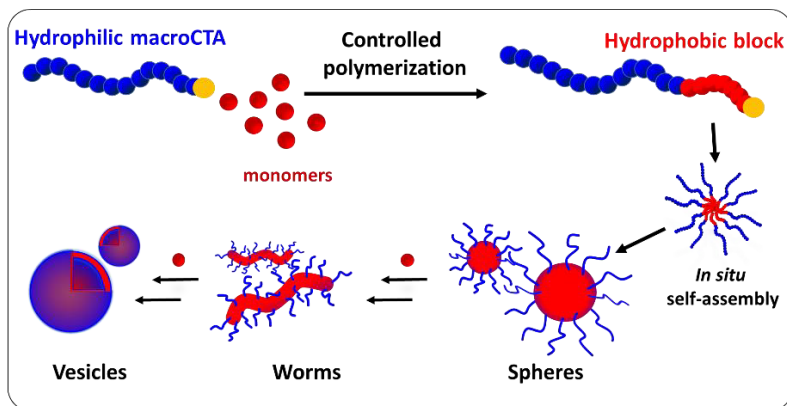 Hydrophilic macroCTA
Controlled
polymerization
Hydrophobic block
monomers
In situ
self-assembly
Vesicles
Worms
Spheres